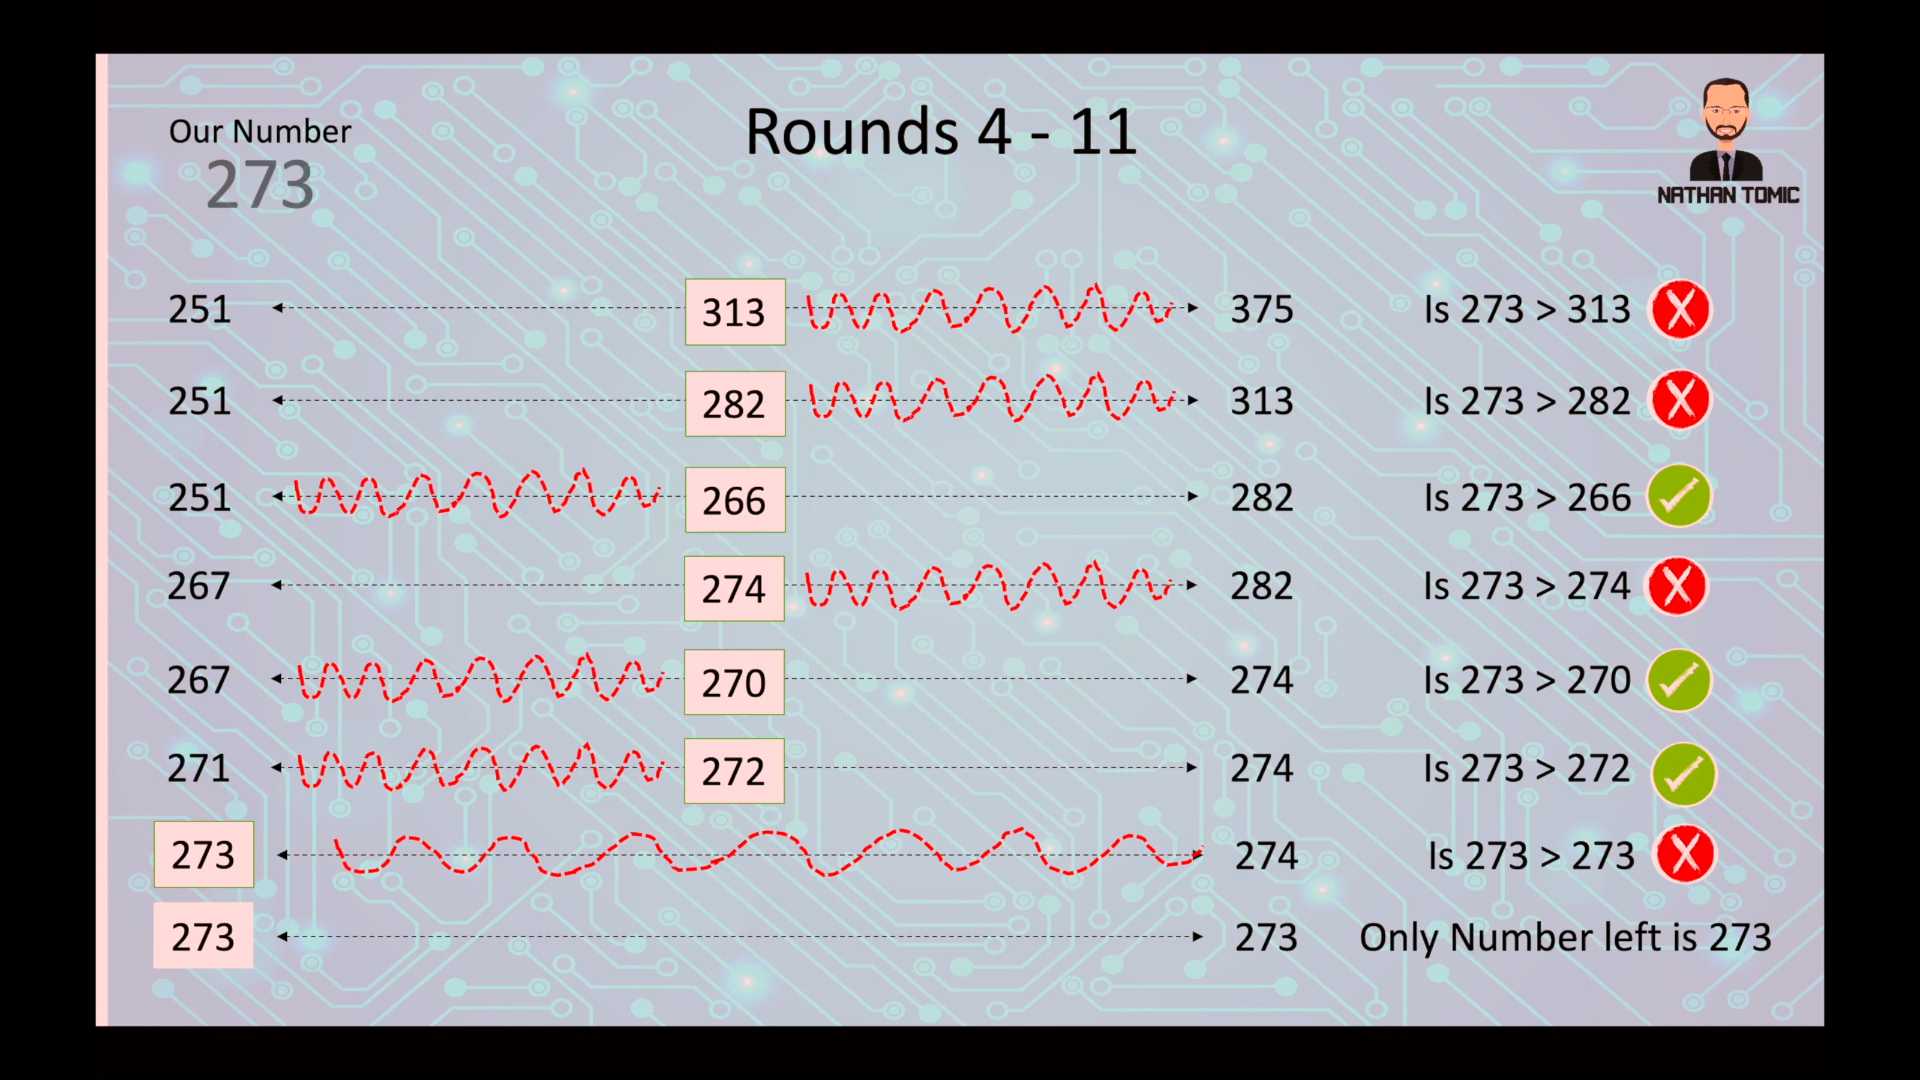 Our Number
273
Rounds 4 - 11
NATHAN TOMIC
251 313 375 Is 273 > 313
251 282 313 Is 273 > 282
251 266 282 Is 273 > 266
267 274 282 Is 273 > 274
267 270 274 Is 273 > 270
271 272 274 Is 273 > 272
273 274 Is 273 > 273
273 273 Only Number left is 273